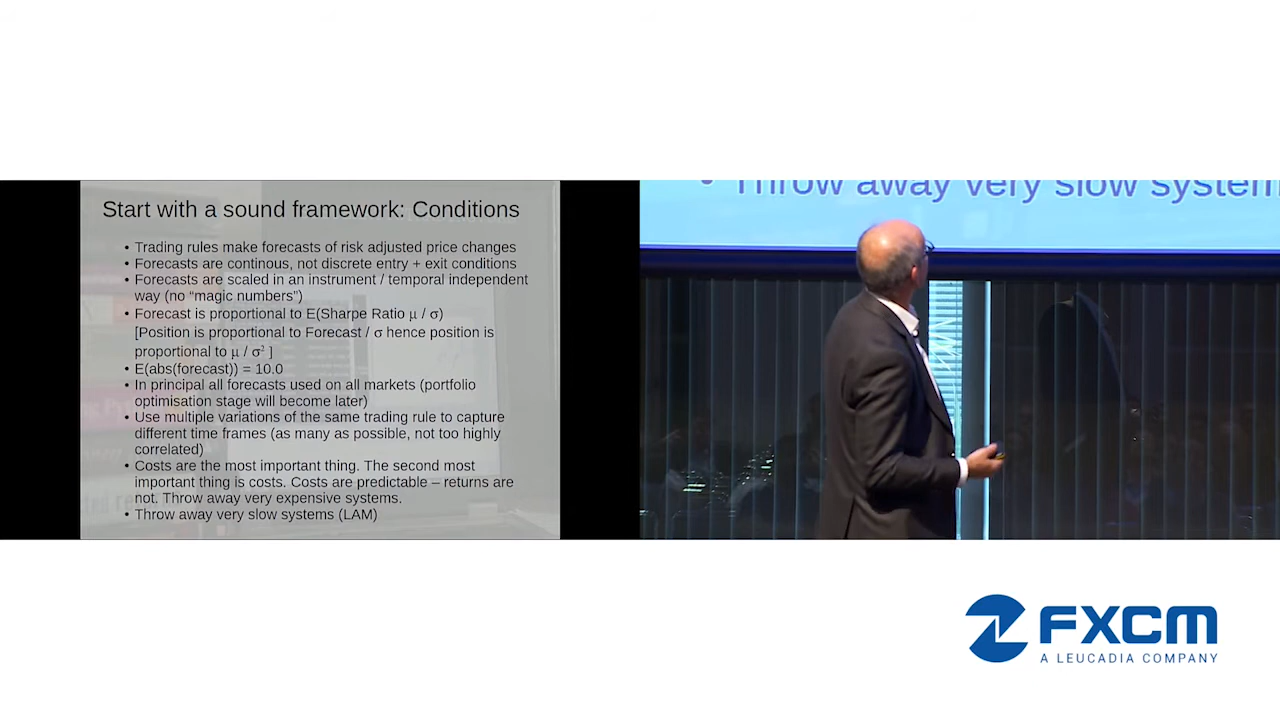 Start with a sound framework: Conditions
• Trading rules make forecasts of risk adjusted price changes
• Forecasts are continous, not discrete entry + exit conditions
• Forecasts are scaled in an instrument / temporal independent
way (no “magic numbers”)
• Forecast is proportional to E(Sharpe Ratio μ / σ)
[Position is proportional to Forecast / σ hence position is
proportional to μ / σ² ]
• E(abs(forecast)) = 10.0
• In principal all forecasts used on all markets (portfolio
optimisation stage will become later)
• Use multiple variations of the same trading rule to capture
different time frames (as many as possible, not too highly
correlated)
• Costs are the most important thing. The second most
important thing is costs. Costs are predictable – returns are
not. Throw away very expensive systems.
• Throw away very slow systems (LAM)
• Throw away very slow system
FXCM
A LEUCADIA COMPANY